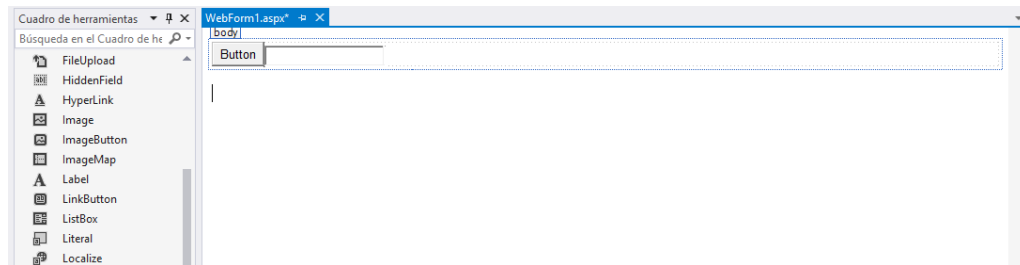 Cuadro de herramientas
WebForm1.aspx*
Búsqueda en el Cuadro de he
body
Button
FileUpload
HiddenField
HyperLink
Image
ImageButton
ImageMap
Label
LinkButton
ListBox
Literal
Localize